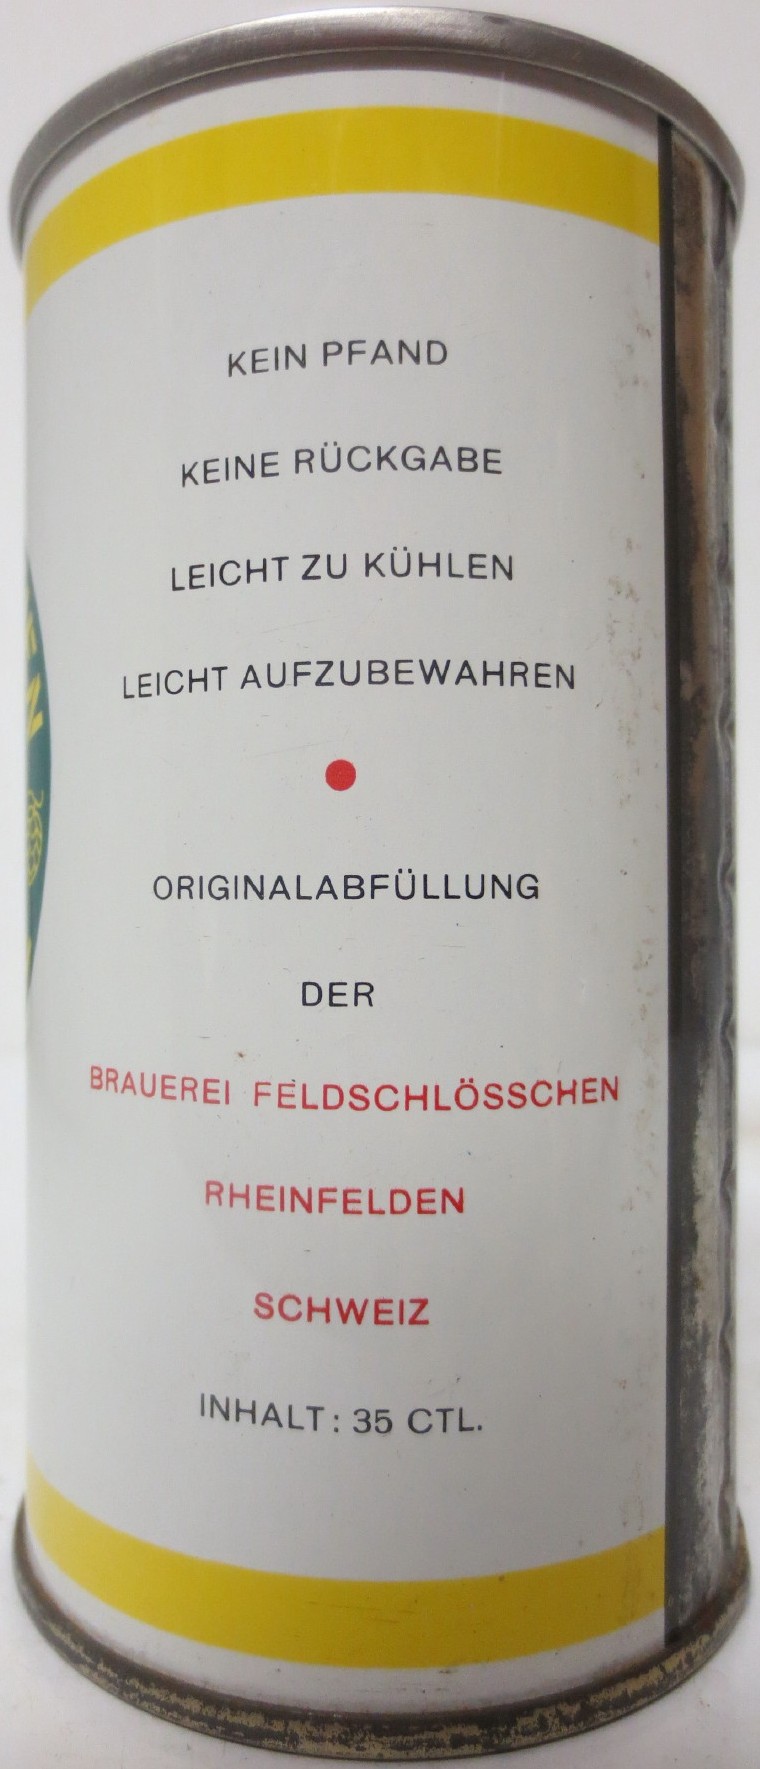 KEIN PFAND
KEINE RÜCKGABE
LEICHT ZU KÜHLEN
LEICHT AUFZUBEWAHREN
ORIGINALABFÜLLUNG
DER
BRAUEREI FELDSCHLÖSSCHEN
RHEINFELDEN
SCHWEIZ
INHALT: 35 CTL.